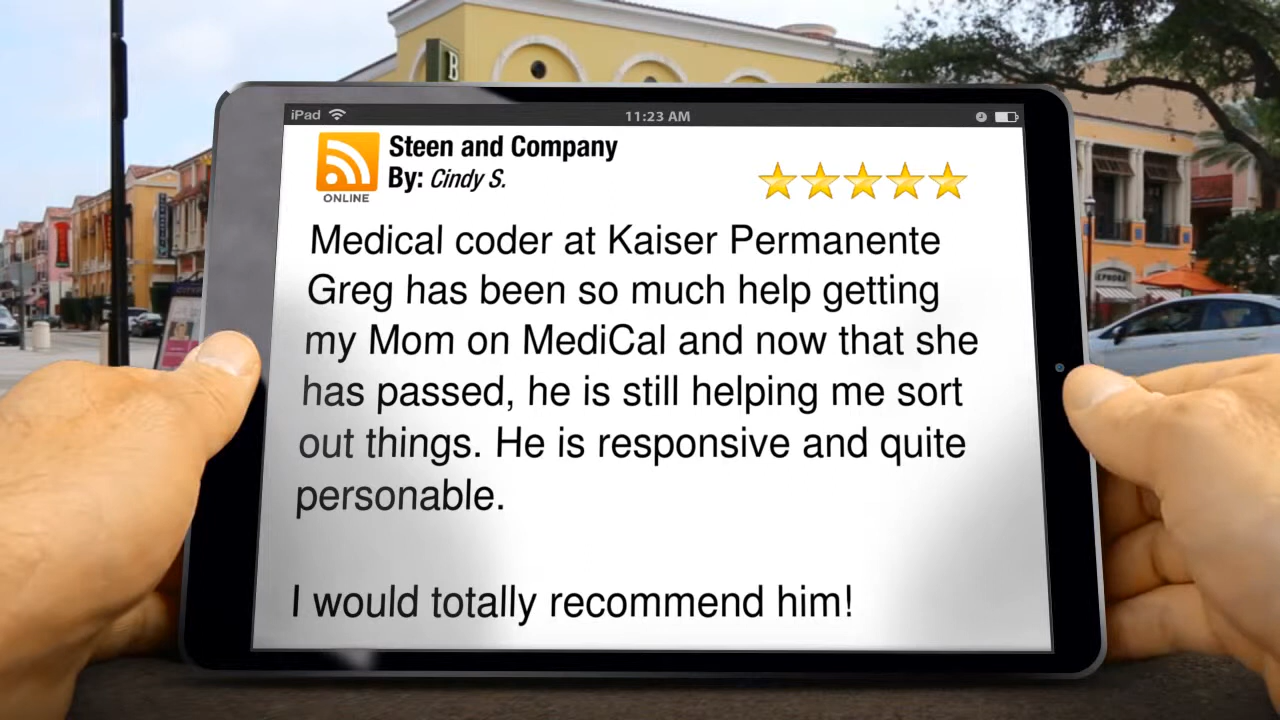 iPad
11:23 AM
Steen and Company
By: Cindy S.
ONLINE
Medical coder at Kaiser Permanente
Greg has been so much help getting
my Mom on MediCal and now that she
has passed, he is still helping me sort
out things. He is responsive and quite
personable.
I would totally recommend him!
B
SEPHORA